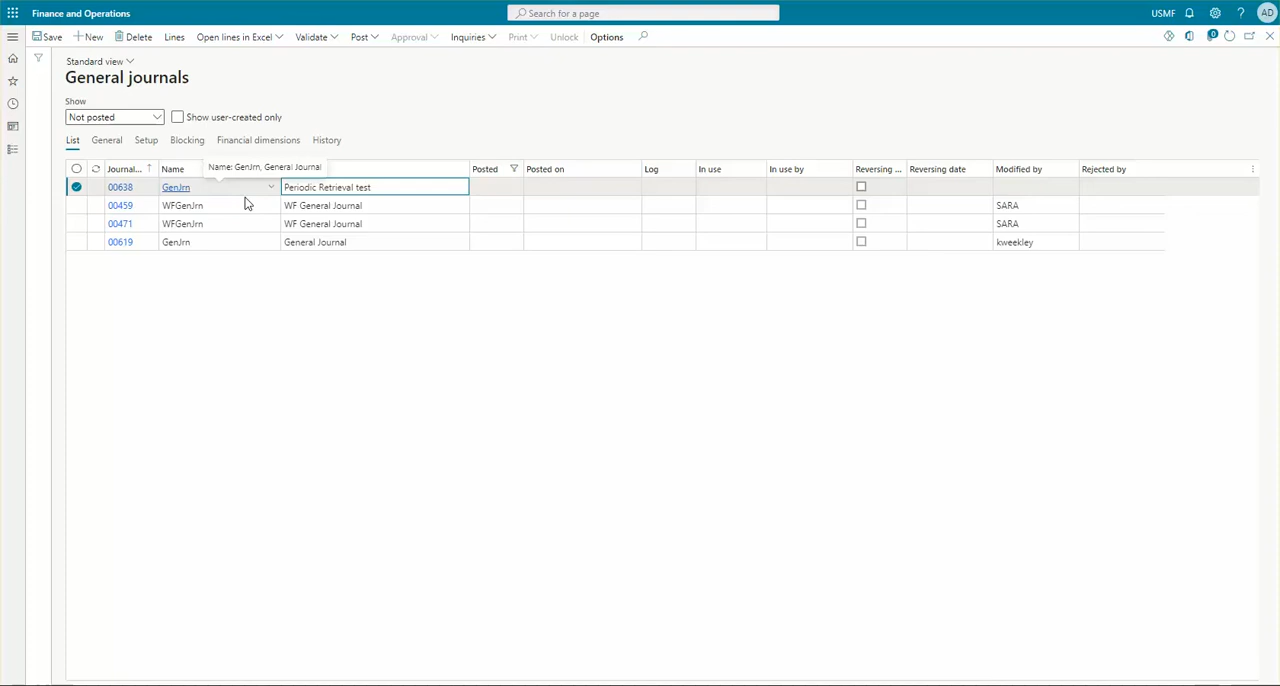 Finance and Operations
Search for a page
USMF
AD
Save New Delete Lines Open lines in Excel Validate Post Approval Inquiries Print Unlock Options
0
Standard view
General journals
Show
Not posted Show user-created only
List General Setup Blocking Financial dimensions History
Name: GenJrn, General Journal
Journal... Name Posted Posted on Log In use In use by Reversing ... Reversing date Modified by Rejected by
00638 GenJrn Periodic Retrieval test
00459 WFGenJrn WF General Journal SARA
00471 WFGenJrn WF General Journal SARA
00619 GenJrn General Journal kweekley